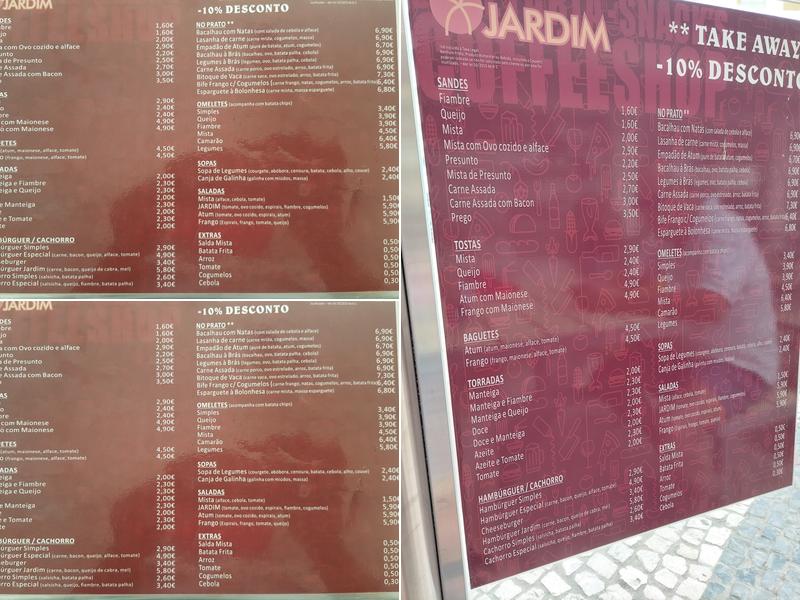 JARDIM
** TAKE AWAY
-10% DESCONTO
SANDES
Fiambre 1,60€
Queijo 1,60€
Mista 2,00€
Mista com Ovo cozido e alface 2,90€
Presunto 2,20€
Mista de Presunto 2,50€
Carne Assada 2,70€
Carne Assada com Bacon 3,00€
Prego 3,50€
TOSTAS
Mista 2,90€
Queijo 2,40€
Fiambre 2,40€
Atum com Maionese 4,90€
Frango com Maionese 4,90€
BAGUETES
Atum (atum, maionese, alface, tomate) 4,50€
Frango (frango, maionese, alface, tomate) 4,50€
TORRADAS
Manteiga 2,00€
Manteiga e Fiambre 2,30€
Manteiga e Queijo 2,30€
Doce 2,00€
Doce e Manteiga 2,30€
Azeite 2,00€
Azeite e Tomate 2,30€
Tomate 2,00€
HAMBÚRGUER / CACHORRO
Hambúrguer Simples 2,90€
Hambúrguer Especial (carne, bacon, queijo, alface, tomate) 4,90€
Cheeseburger 3,40€
Hambúrguer Jardim (carne, bacon, queijo de cabra, mel) 5,80€
Cachorro Simples (salsicha, batata palha) 2,60€
Cachorro Especial (salsicha, queijo, fiambre, batata palha) 3,40€
NO PRATO **
Bacalhau com Natas (com salada de cebola e alface) 6,90€
Lasanha de carne (carne mista, cogumelos) 6,90€
Empadão de Atum (puré de batata, atum, cogumelos) 6,70€
Bacalhau à Brás (bacalhau, ovo, batata palha, cebola) 6,90€
Legumes à Brás (legumes, ovo, batata palha, cebola) 6,90€
Carne Assada (carne porco, ovo estrelado, arroz, batata frita) 6,90€
Bitoque de Vaca (carne vaca, ovo estrelado, arroz, batata frita) 7,30€
Bife Frango c/ Cogumelos (carne frango, natas, cogumelos, arroz, batata frita) 6,40€
Esparguete à Bolonhesa (carne mista, massa esparguete) 6,80€
OMELETES (acompanha com batata chips)
Simples 3,40€
Queijo 3,90€
Fiambre 3,90€
Mista 4,50€
Camarão 6,40€
Legumes 5,80€
SOPAS
Sopa de Legumes (courgete, abóbora, cenoura, batata, cebola, alho, couve) 2,40€
Canja de Galinha (galinha com miúdos, massa) 2,40€
SALADAS
Mista (alface, cebola, tomate) 1,50€
JARDIM (tomate, ovo cozido, espirais, fiambre, cogumelos) 5,90€
Atum (tomate, ovo cozido, espirais, atum) 5,90€
Frango (Espirais, frango, tomate, queijo) 5,90€
EXTRAS
Salda Mista 0,50€
Batata Frita 0,50€
Arroz 0,50€
Tomate 0,50€
Cogumelos 0,50€
Cebola 0,30€